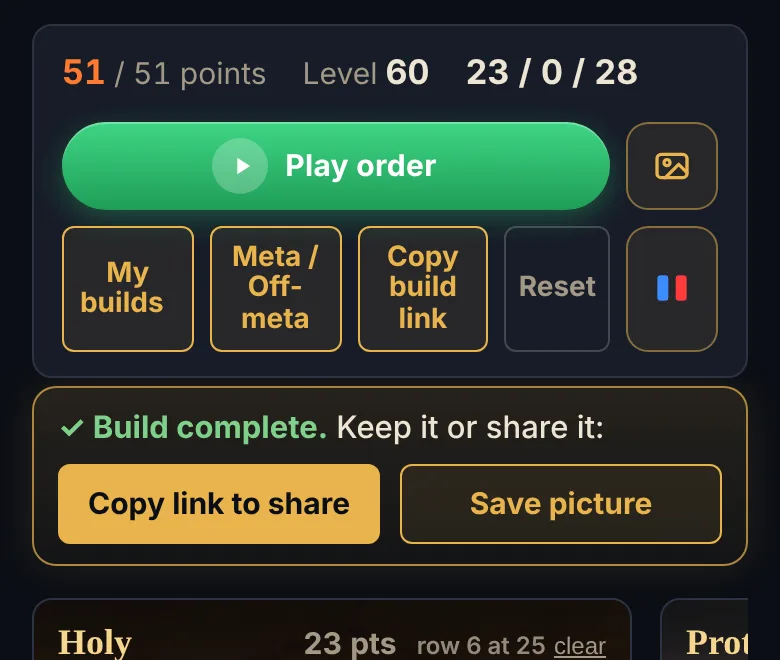 51 / 51 points Level 60 23 / 0 / 28
Play order
My
builds
Meta /
Off-
meta
Copy
build
link
Reset
✓ Build complete. Keep it or share it:
Copy link to share
Save picture
Holy 23 pts row 6 at 25 clear
Prot